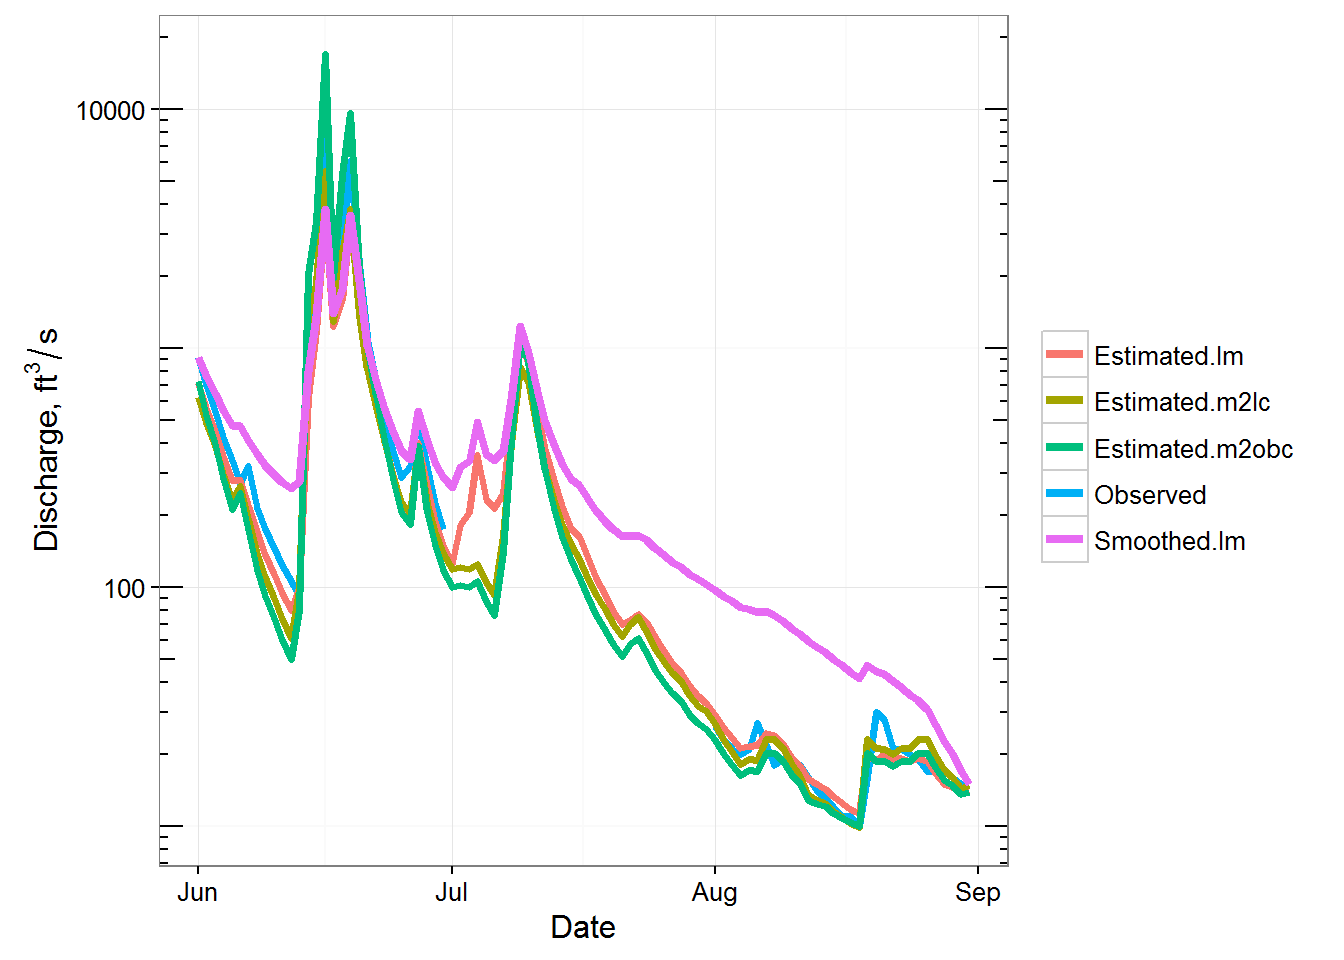 10000
100
Discharge, ft³/s
Jun Jul Aug Sep
Date
Estimated.lm
Estimated.m2lc
Estimated.m2obc
Observed
Smoothed.lm